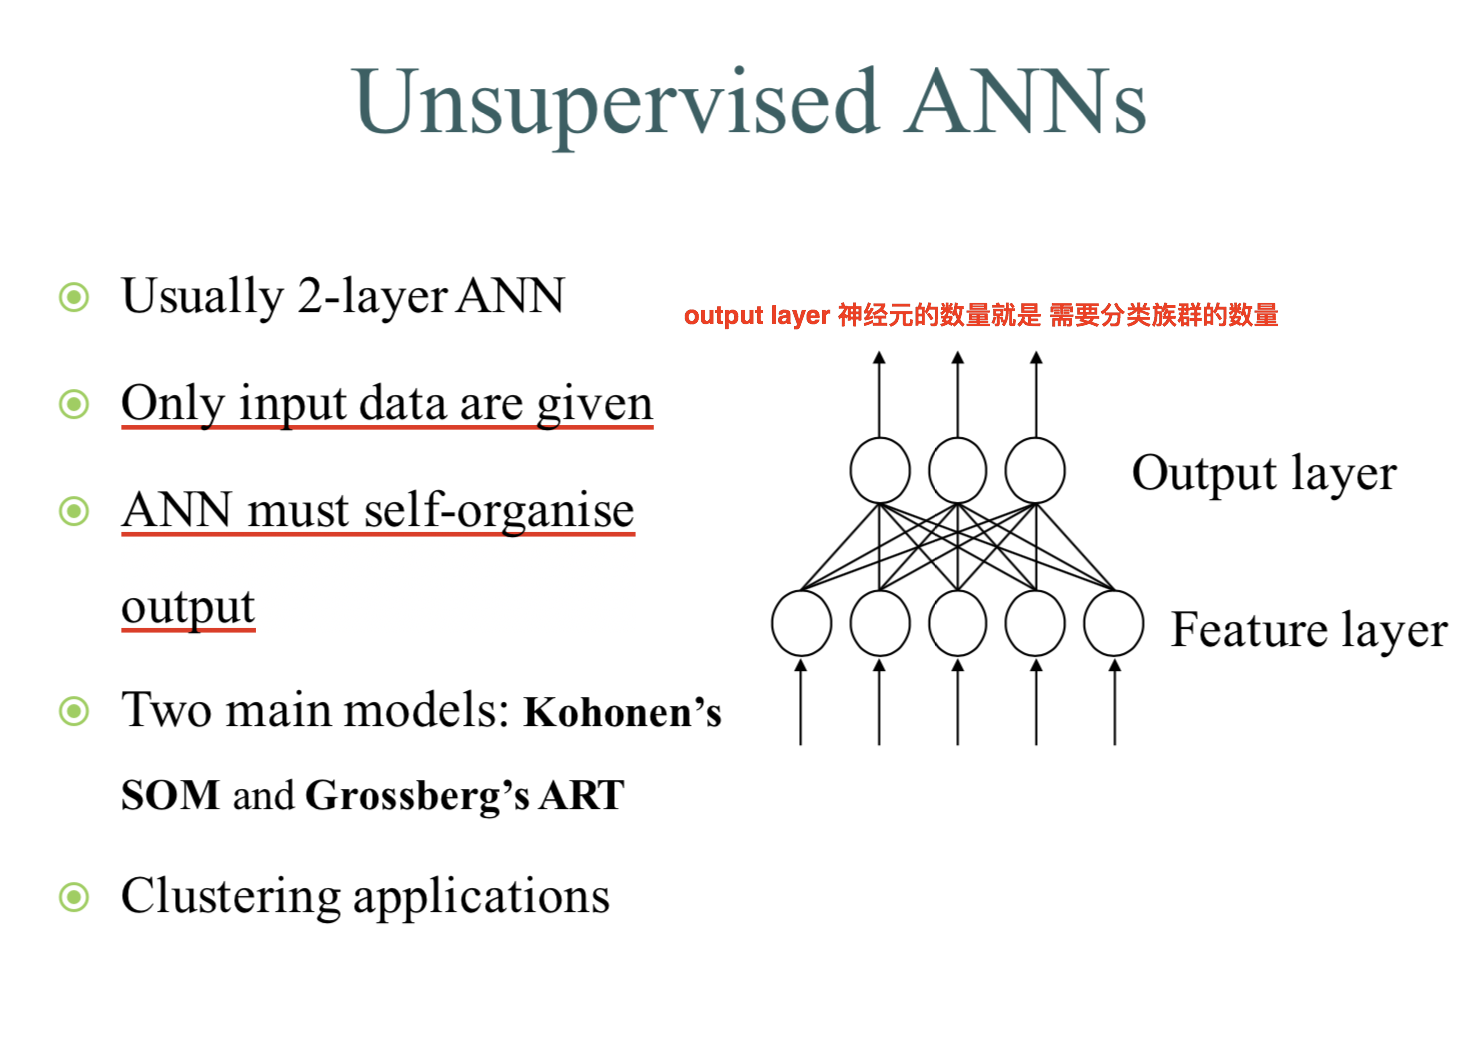 Unsupervised ANNs
Usually 2-layer ANN
Only input data are given
ANN must self-organise
output
Two main models: Kohonen’s
SOM and Grossberg’s ART
Clustering applications
output layer 神经元的数量就是 需要分类族群的数量
Output layer
Feature layer